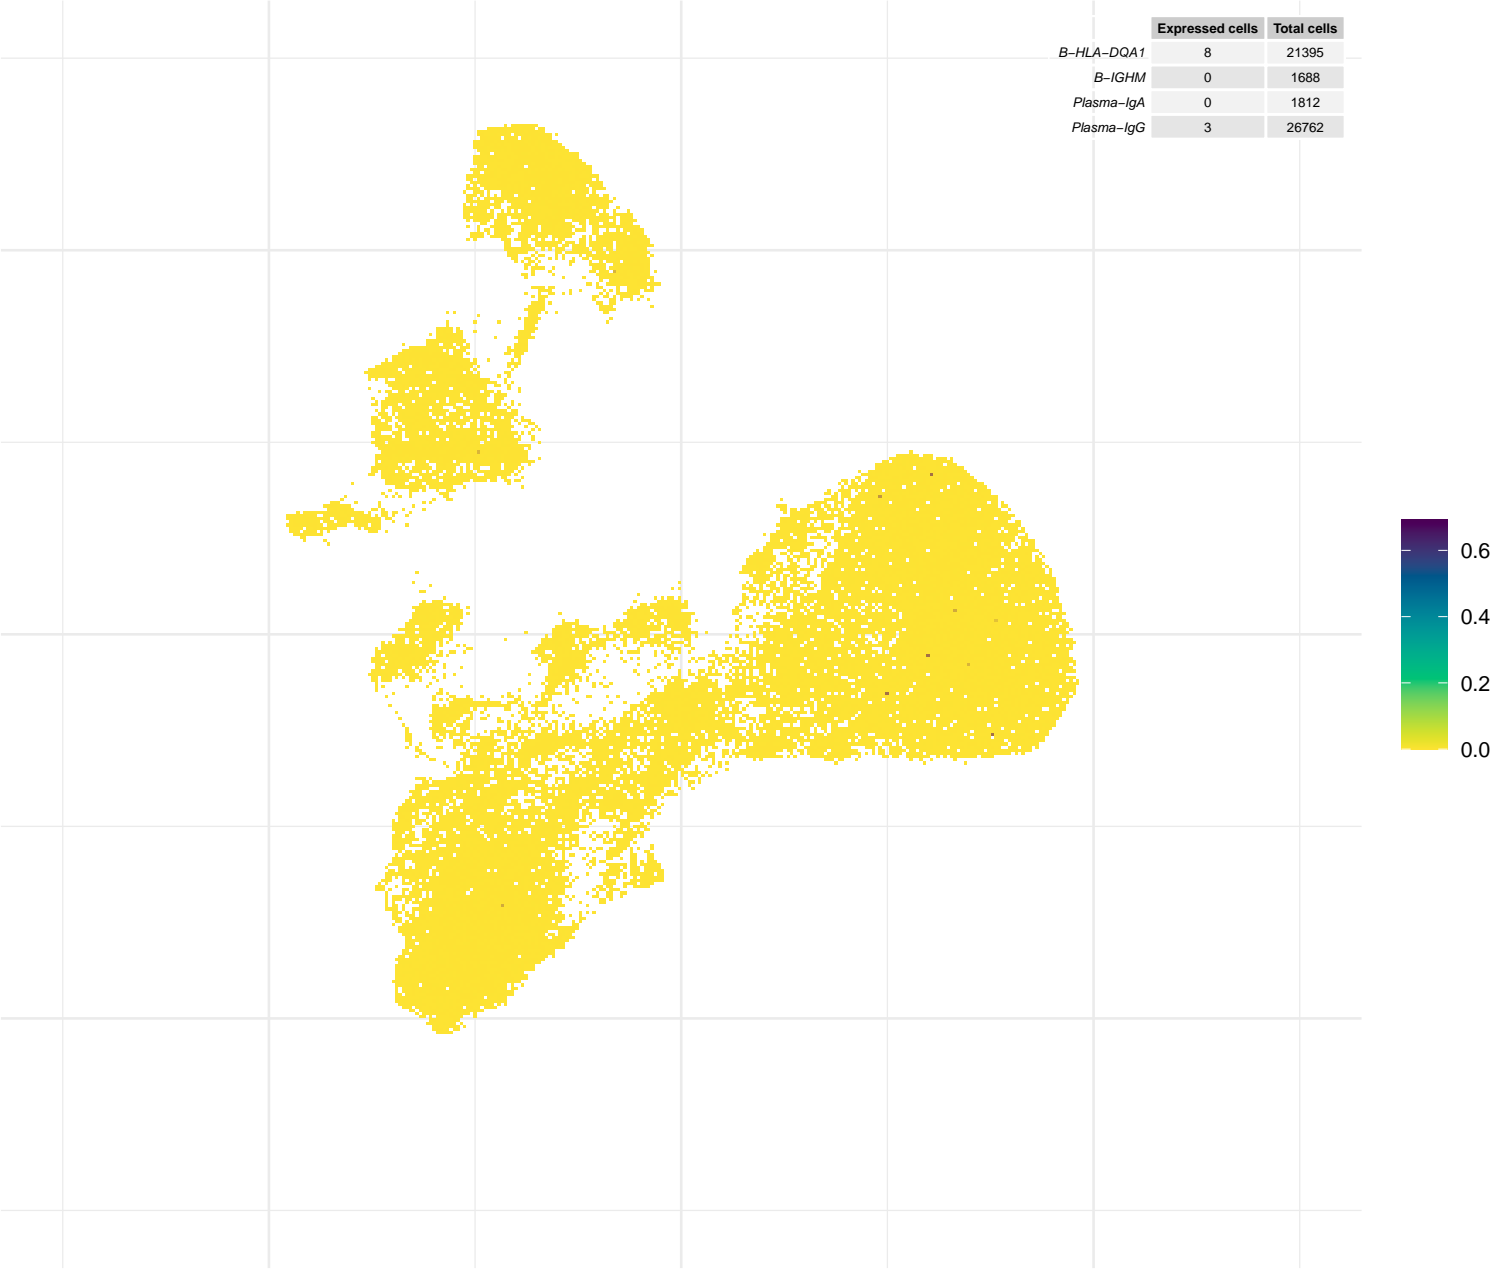 Expressed cells Total cells
B−HLA−DQA1 8 21395
B−IGHM 0 1688
Plasma−IgA 0 1812
Plasma−IgG 3 26762
0.6
0.4
0.2
0.0